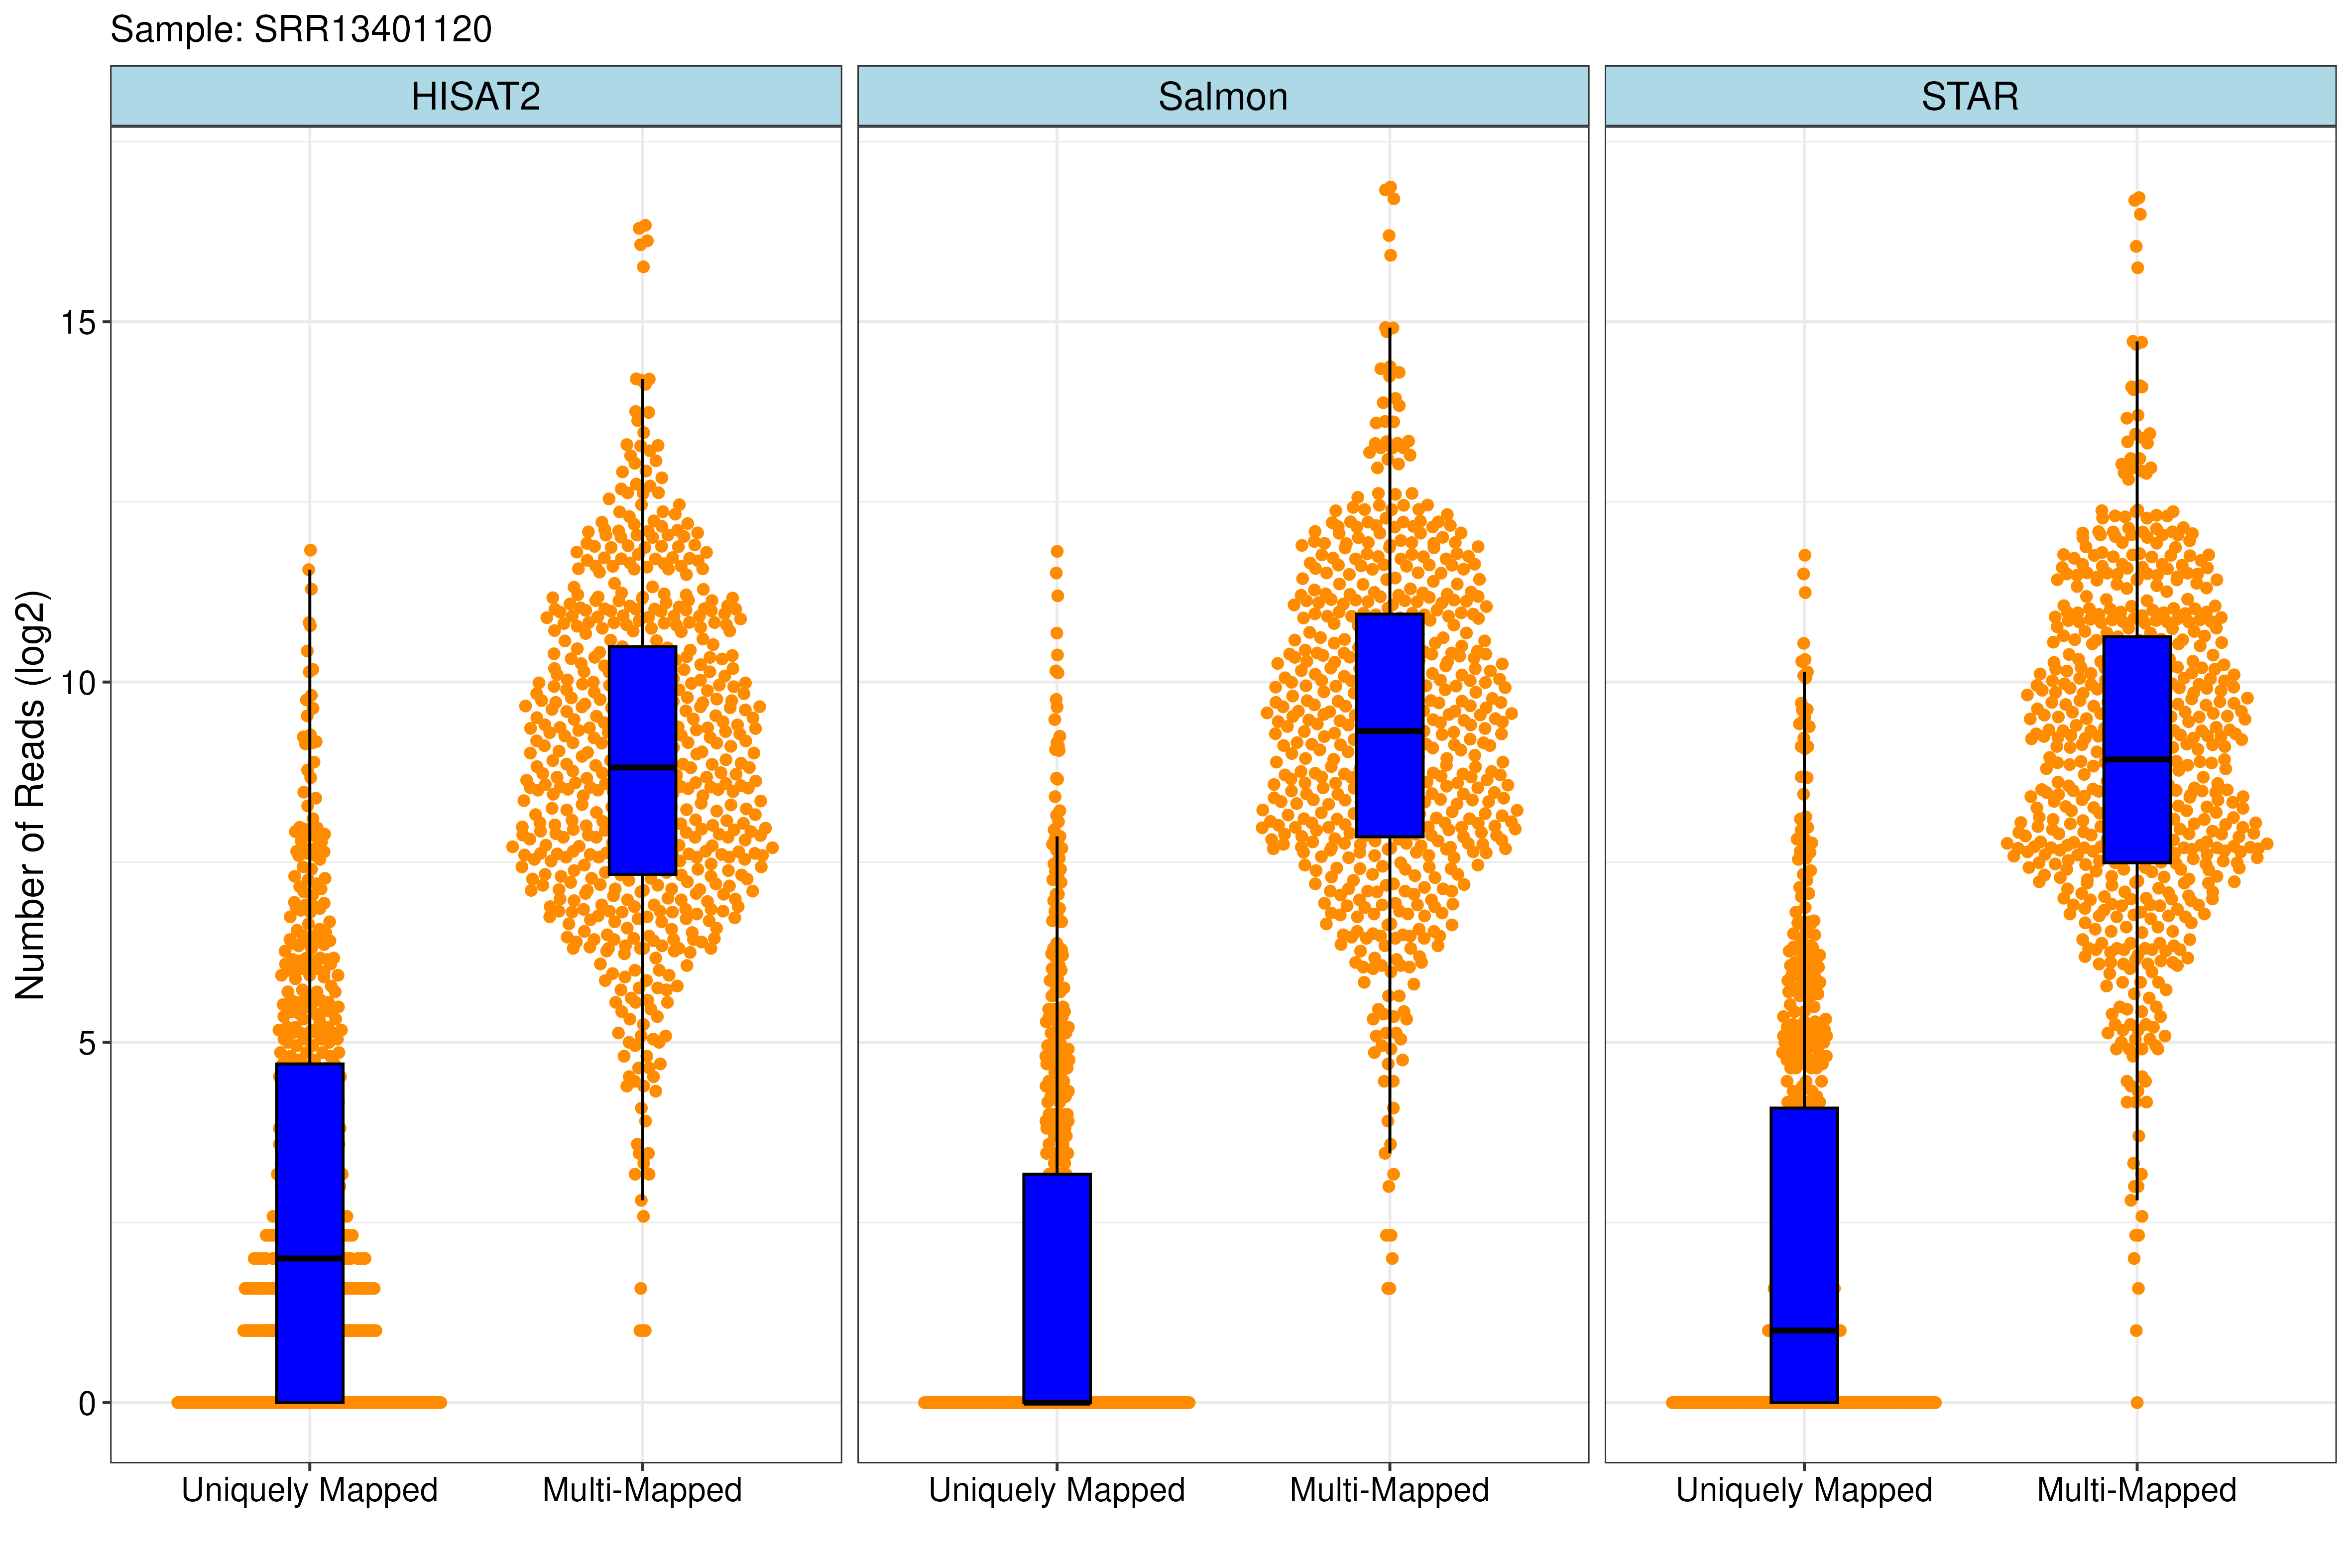 Sample: SRR13401120
HISAT2 Salmon STAR
Number of Reads (log2)
15
10
5
0
Uniquely Mapped Multi-Mapped Uniquely Mapped Multi-Mapped Uniquely Mapped Multi-Mapped